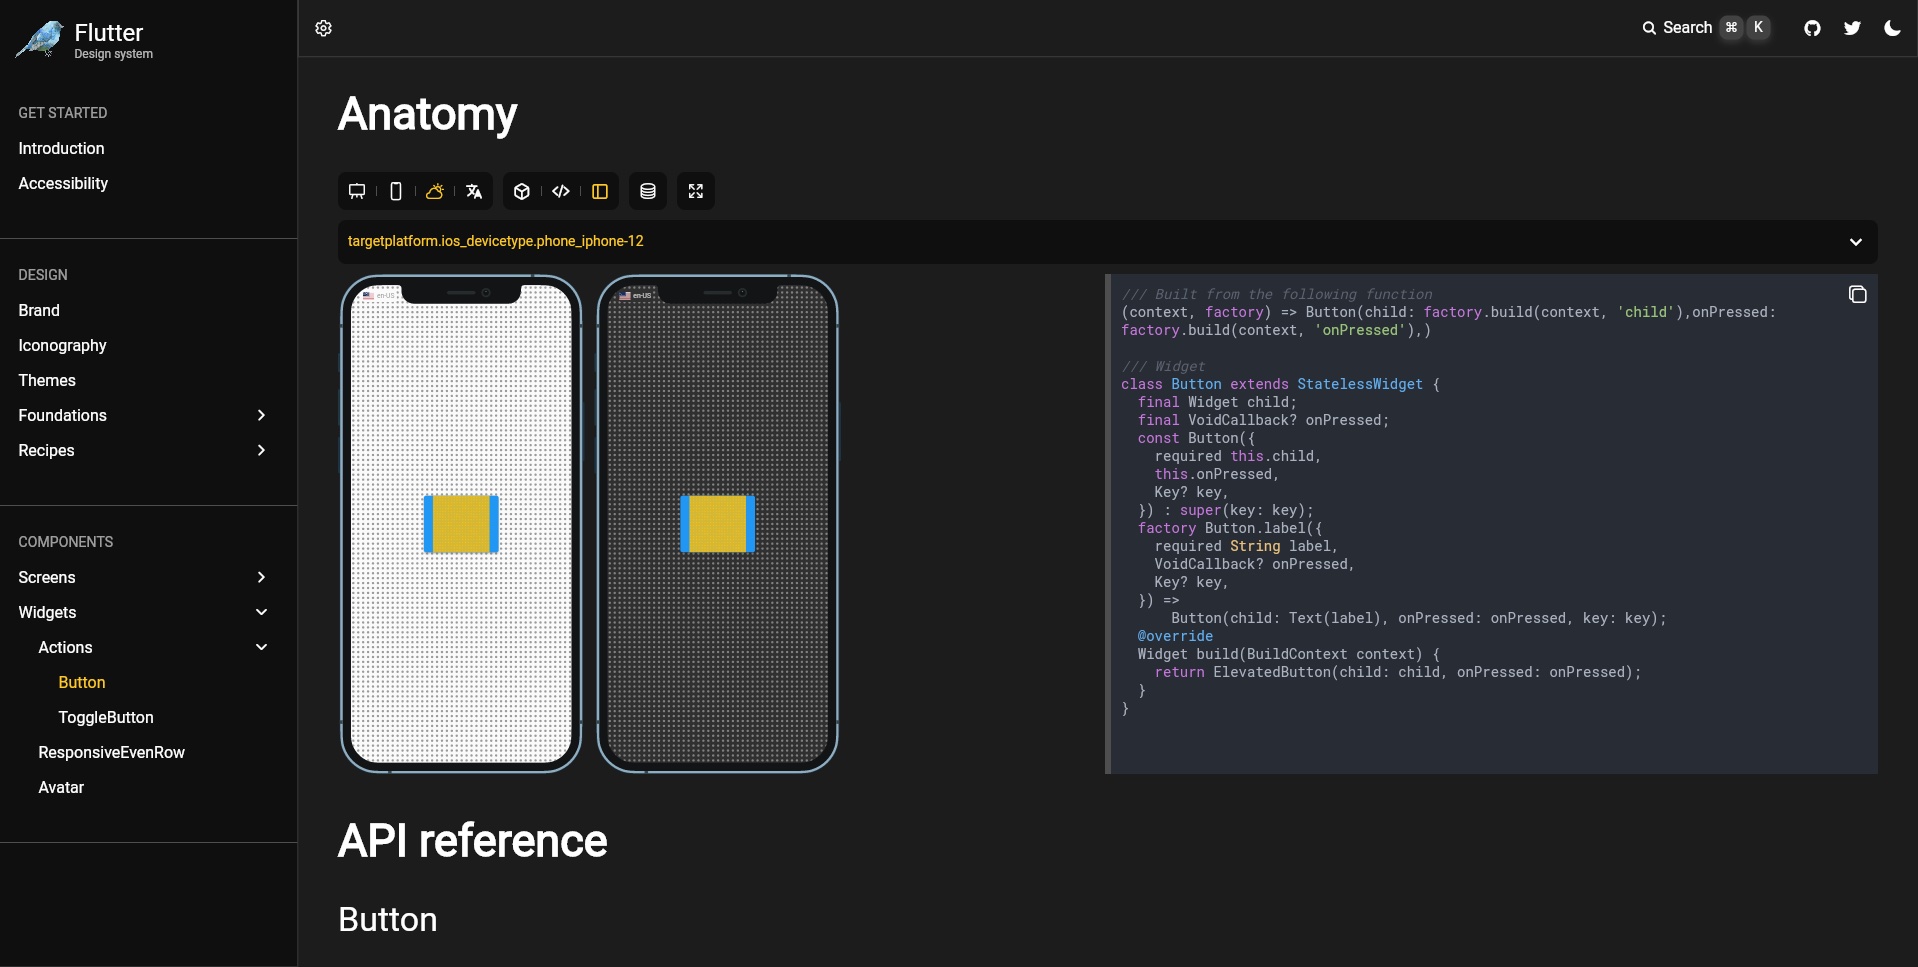 Flutter
Design system
GET STARTED
Introduction
Accessibility
DESIGN
Brand
Iconography
Themes
Foundations
Recipes
COMPONENTS
Screens
Widgets
Actions
Button
ToggleButton
ResponsiveEvenRow
Avatar
Search ⌘ K
Anatomy
targetplatform.ios_devicetype.phone_iphone-12
en-US
en-US
/// Built from the following function
(context, factory) => Button(child: factory.build(context, 'child'),onPressed:
factory.build(context, 'onPressed'),)
/// Widget
class Button extends StatelessWidget {
  final Widget child;
  final VoidCallback? onPressed;
  const Button({
    required this.child,
    this.onPressed,
    Key? key,
  }) : super(key: key);
  factory Button.label({
    required String label,
    VoidCallback? onPressed,
    Key? key,
  }) =>
      Button(child: Text(label), onPressed: onPressed, key: key);
  @override
  Widget build(BuildContext context) {
    return ElevatedButton(child: child, onPressed: onPressed);
  }
}
API reference
Button